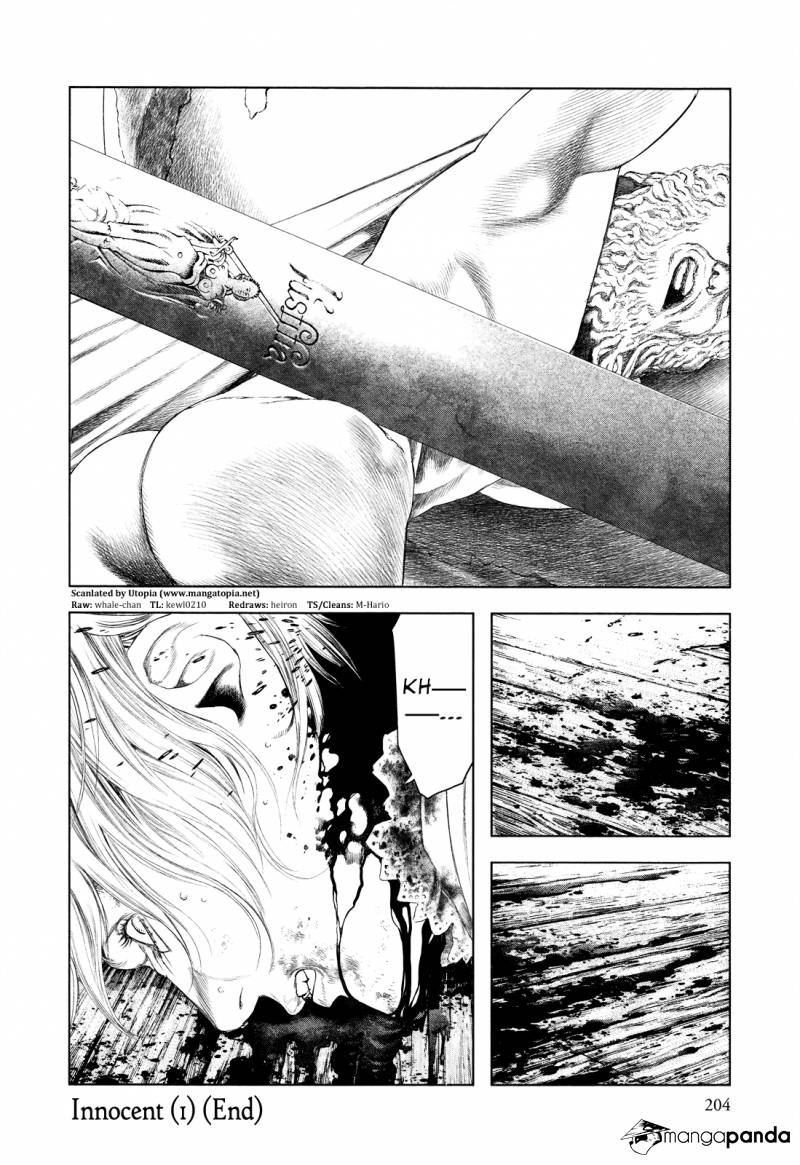 Justitia
Scanlated by Utopia (www.mangatopia.net)
Raw: whale-chan TL: kewl0210 Redraws: heiron TS/Cleans: M-Hario
KH—
—...
Innocent (1) (End)
204
mangapanda